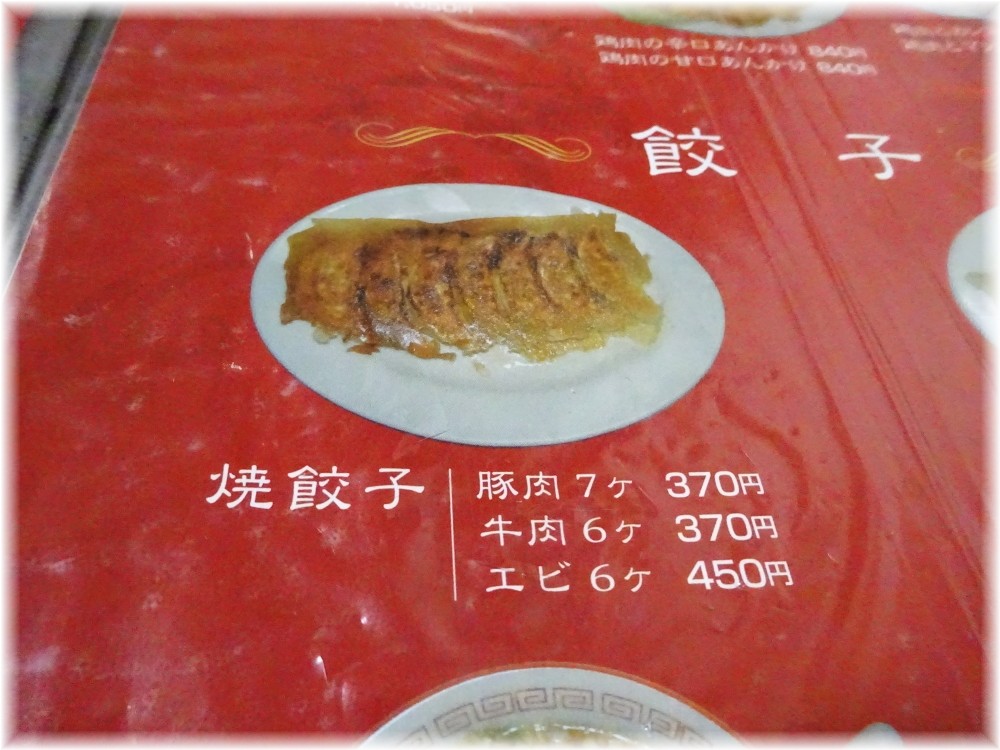 鶏肉の辛口あんかけ 840円
鶏肉の甘口あんかけ 840円
餃子
焼餃子
豚肉 7ヶ 370円
牛肉 6ヶ 370円
エビ 6ヶ 450円